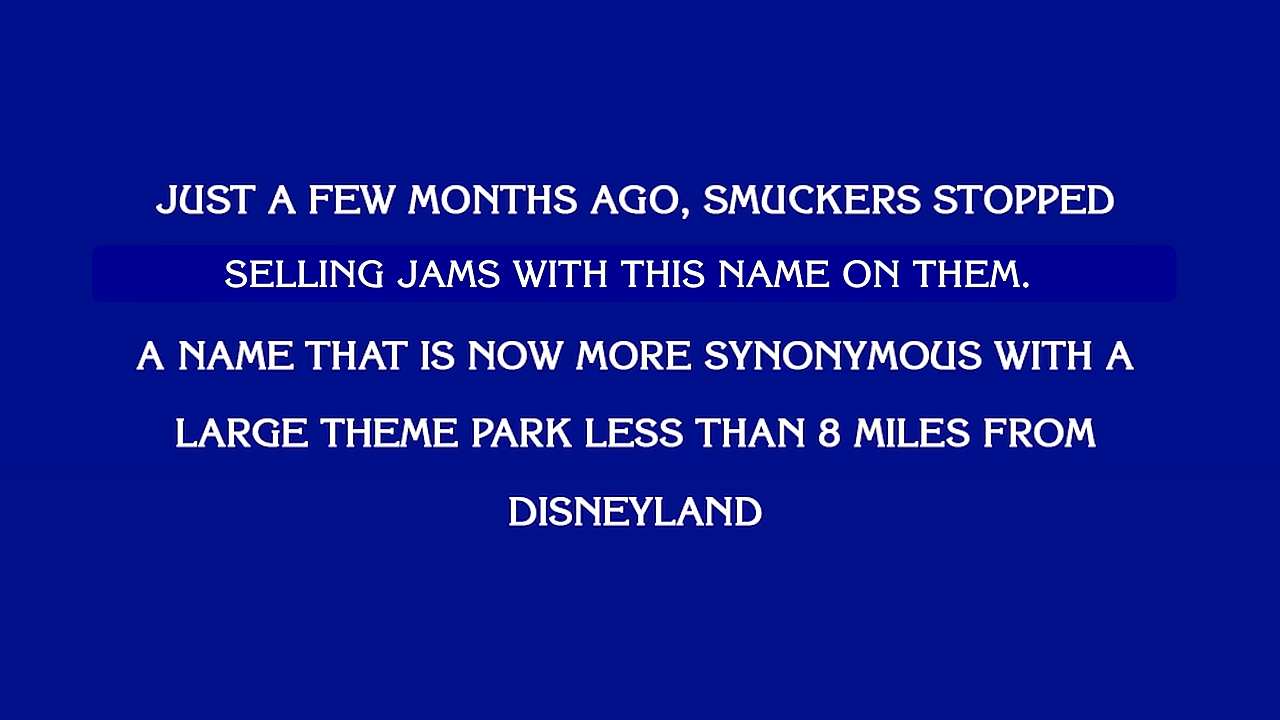 JUST A FEW MONTHS AGO, SMUCKERS STOPPED
SELLING JAMS WITH THIS NAME ON THEM.
A NAME THAT IS NOW MORE SYNONYMOUS WITH A
LARGE THEME PARK LESS THAN 8 MILES FROM
DISNEYLAND